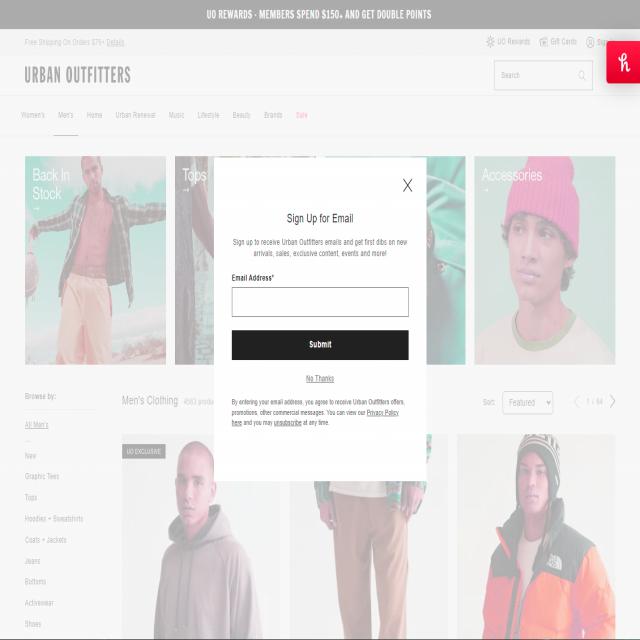 UO REWARDS - MEMBERS SPEND $150+ AND GET DOUBLE POINTS
Free Shipping On Orders $75+ Details
UO Rewards
Gift Cards
URBAN OUTFITTERS
Search
Women's
Men's
Home
Urban Renewal
Music
Lifestyle
Beauty
Brands
Sale
Back In
Stock
→
Tops
→
Accessories
→
X
Sign Up for Email
Sign up to receive Urban Outfitters emails and get first dibs on new
arrivals, sales, exclusive content, events and more!
Email Address*
Submit
No Thanks
By entering your email address, you agree to receive Urban Outfitters offers,
promotions, other commercial messages. You can view our Privacy Policy
here and you may unsubscribe at any time.
Browse by:
All Men's
New
Graphic Tees
Tops
Hoodies + Sweatshirts
Coats + Jackets
Jeans
Bottoms
Activewear
Shoes
Men's Clothing
Sort:
Featured
1 / 64
UO EXCLUSIVE
THE
NORTH
FACE